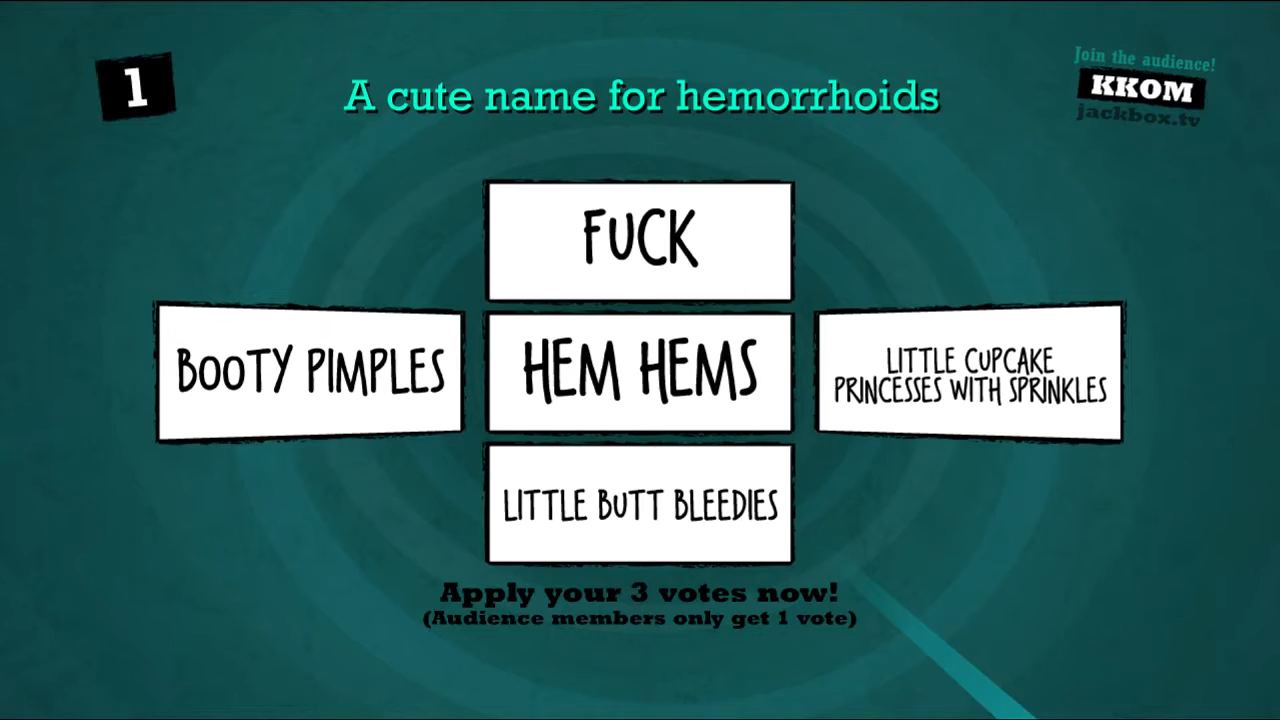 1
A cute name for hemorrhoids
Join the audience!
KKOM
jackbox.tv
FUCK
BOOTY PIMPLES
HEM HEMS
LITTLE CUPCAKE
PRINCESSES WITH SPRINKLES
LITTLE BUTT BLEEDIES
Apply your 3 votes now!
(Audience members only get 1 vote)